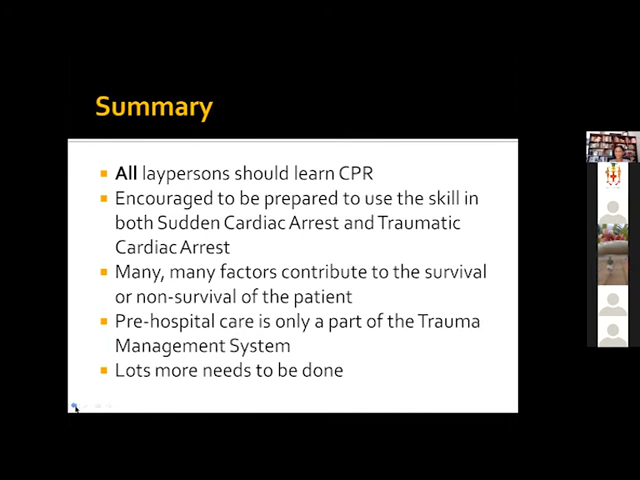 Summary
All laypersons should learn CPR
Encouraged to be prepared to use the skill in
both Sudden Cardiac Arrest and Traumatic
Cardiac Arrest
Many, many factors contribute to the survival
or non-survival of the patient
Pre-hospital care is only a part of the Trauma
Management System
Lots more needs to be done